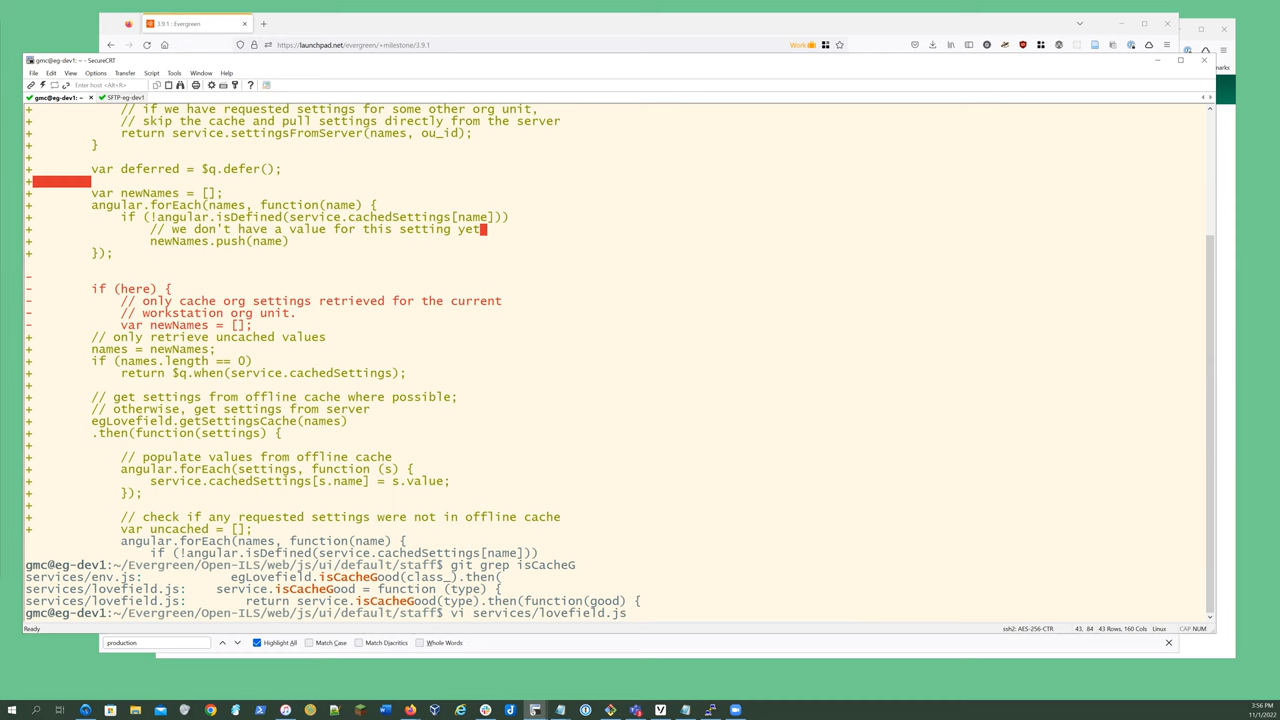 3.9.1 : Evergreen
https://launchpad.net/evergreen/+milestone/3.9.1
Work
gmc@eg-dev1: ~ - SecureCRT
File Edit View Options Transfer Script Tools Window Help
Enter host <Alt+R>
gmc@eg-dev1: ~
SFTP-eg-dev1
+ // if we have requested settings for some other org unit,
+ // skip the cache and pull settings directly from the server
+ return service.settingsFromServer(names, ou_id);
+ }
+
+ var deferred = $q.defer();
+
+ var newNames = [];
+ angular.forEach(names, function(name) {
+ if (!angular.isDefined(service.cachedSettings[name]))
+ // we don't have a value for this setting yet
+ newNames.push(name)
+ });
-
- if (here) {
- // only cache org settings retrieved for the current
- // workstation org unit.
- var newNames = [];
+ // only retrieve uncached values
+ names = newNames;
+ if (names.length == 0)
+ return $q.when(service.cachedSettings);
+
+ // get settings from offline cache where possible;
+ // otherwise, get settings from server
+ egLovefield.getSettingsCache(names)
+ .then(function(settings) {
+
+ // populate values from offline cache
+ angular.forEach(settings, function (s) {
+ service.cachedSettings[s.name] = s.value;
+ });
+
+ // check if any requested settings were not in offline cache
+ var uncached = [];
angular.forEach(names, function(name) {
if (!angular.isDefined(service.cachedSettings[name]))
gmc@eg-dev1:~/Evergreen/Open-ILS/web/js/ui/default/staff$ git grep isCacheG
services/env.js: egLovefield.isCacheGood(class_).then(
services/lovefield.js: service.isCacheGood = function (type) {
services/lovefield.js: return service.isCacheGood(type).then(function(good) {
gmc@eg-dev1:~/Evergreen/Open-ILS/web/js/ui/default/staff$ vi services/lovefield.js
Ready
ssh2: AES-256-CTR
43, 84
43 Rows, 160 Cols
Linux
CAP NUM
production
Highlight All
Match Case
Match Diacritics
Whole Words
3:56 PM
11/1/2022